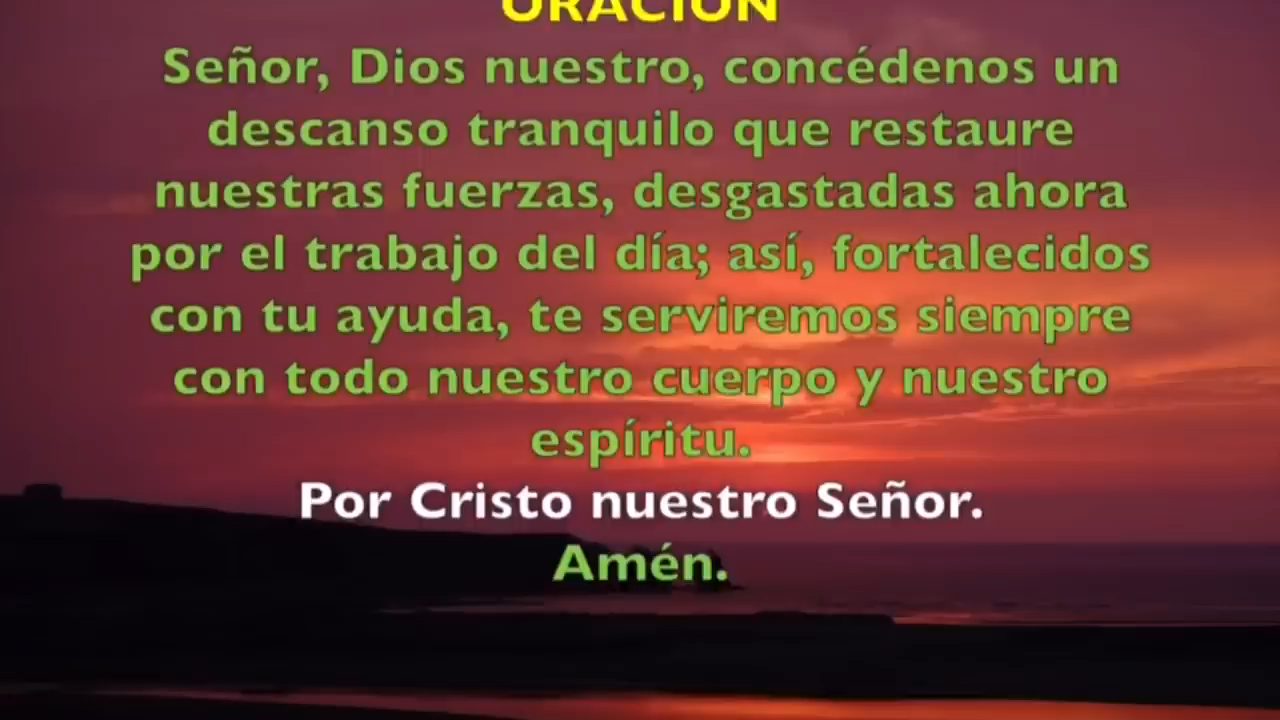 ORACIÓN
Señor, Dios nuestro, concédenos un
descanso tranquilo que restaure
nuestras fuerzas, desgastadas ahora
por el trabajo del día; así, fortalecidos
con tu ayuda, te serviremos siempre
con todo nuestro cuerpo y nuestro
espíritu.
Por Cristo nuestro Señor.
Amén.